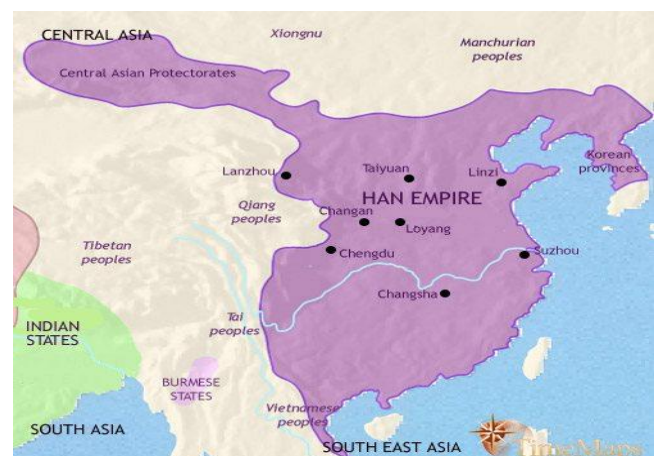 CENTRAL ASIA
Xiongnu
Manchurian
peoples
Central Asian Protectorates
Korean
provinces
Lanzhou
Taiyuan
Linzi
HAN EMPIRE
Qiang
peoples
Changan
Loyang
Tibetan
peoples
Chengdu
Suzhou
Changsha
Tai
peoples
INDIAN
STATES
BURMESE
STATES
Vietnamese
peoples
SOUTH ASIA
SOUTH EAST ASIA
TimeMaps